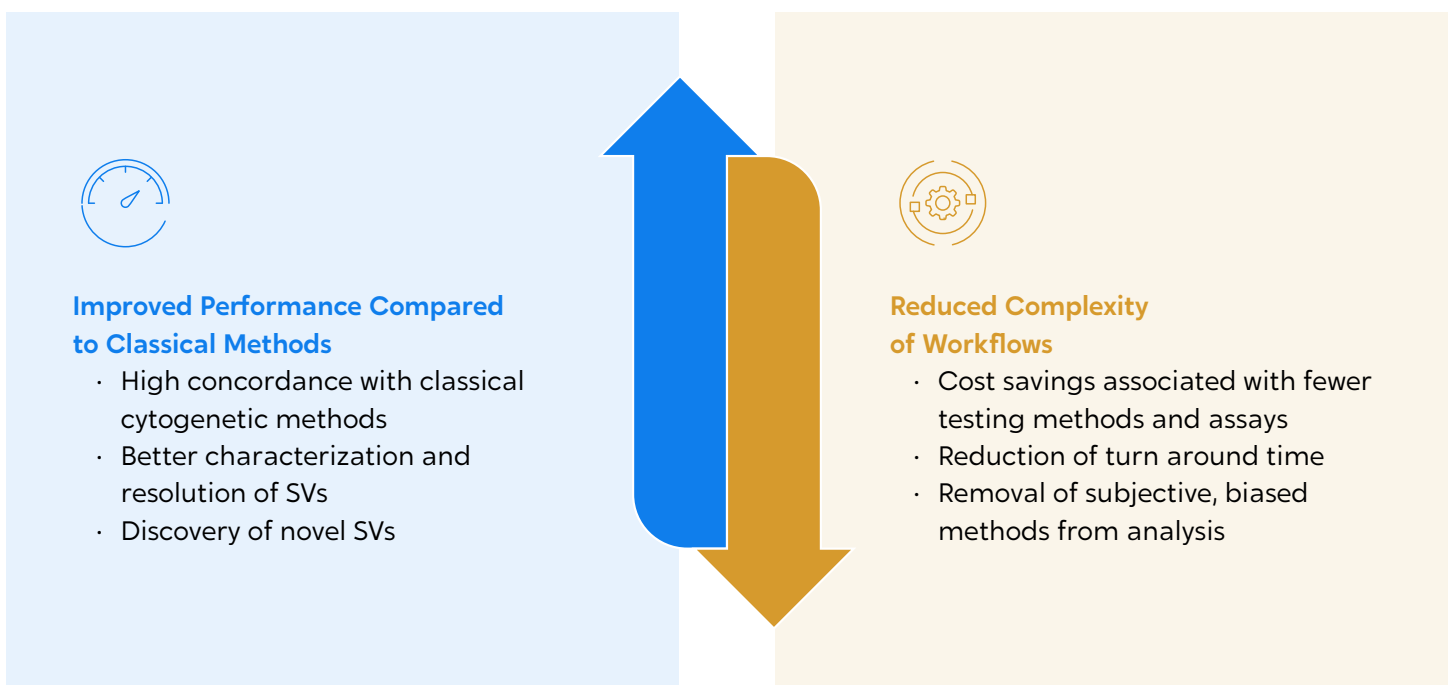 Improved Performance Compared
to Classical Methods
· High concordance with classical
cytogenetic methods
· Better characterization and
resolution of SVs
· Discovery of novel SVs
Reduced Complexity
of Workflows
· Cost savings associated with fewer
testing methods and assays
· Reduction of turn around time
· Removal of subjective, biased
methods from analysis